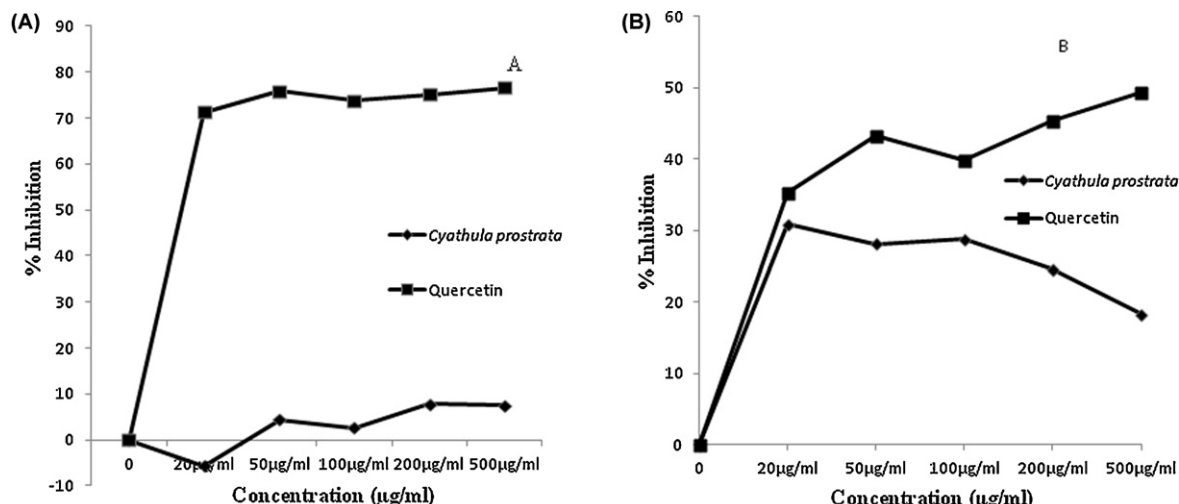 (A)
90
80
70
60
50
40
30
20
10
0
-10
% Inhibition
A
Cyathula prostrata
Quercetin
0 20µg/ml 50µg/ml 100µg/ml 200µg/ml 500µg/ml
Concentration (µg/ml)
(B)
60
50
40
30
20
10
0
% Inhibition
B
Cyathula prostrata
Quercetin
0 20µg/ml 50µg/ml 100µg/ml 200µg/ml 500µg/ml
Concentration (µg/ml)